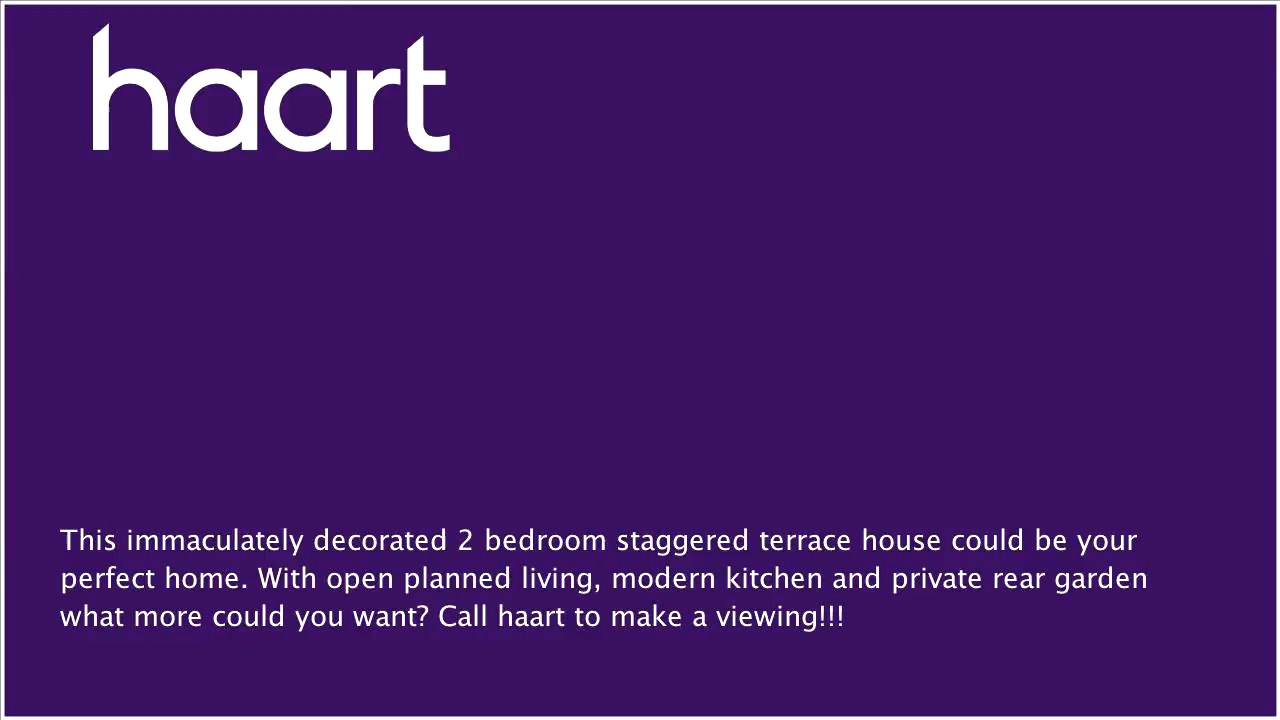 haart
This immaculately decorated 2 bedroom staggered terrace house could be your
perfect home. With open planned living, modern kitchen and private rear garden
what more could you want? Call haart to make a viewing!!!